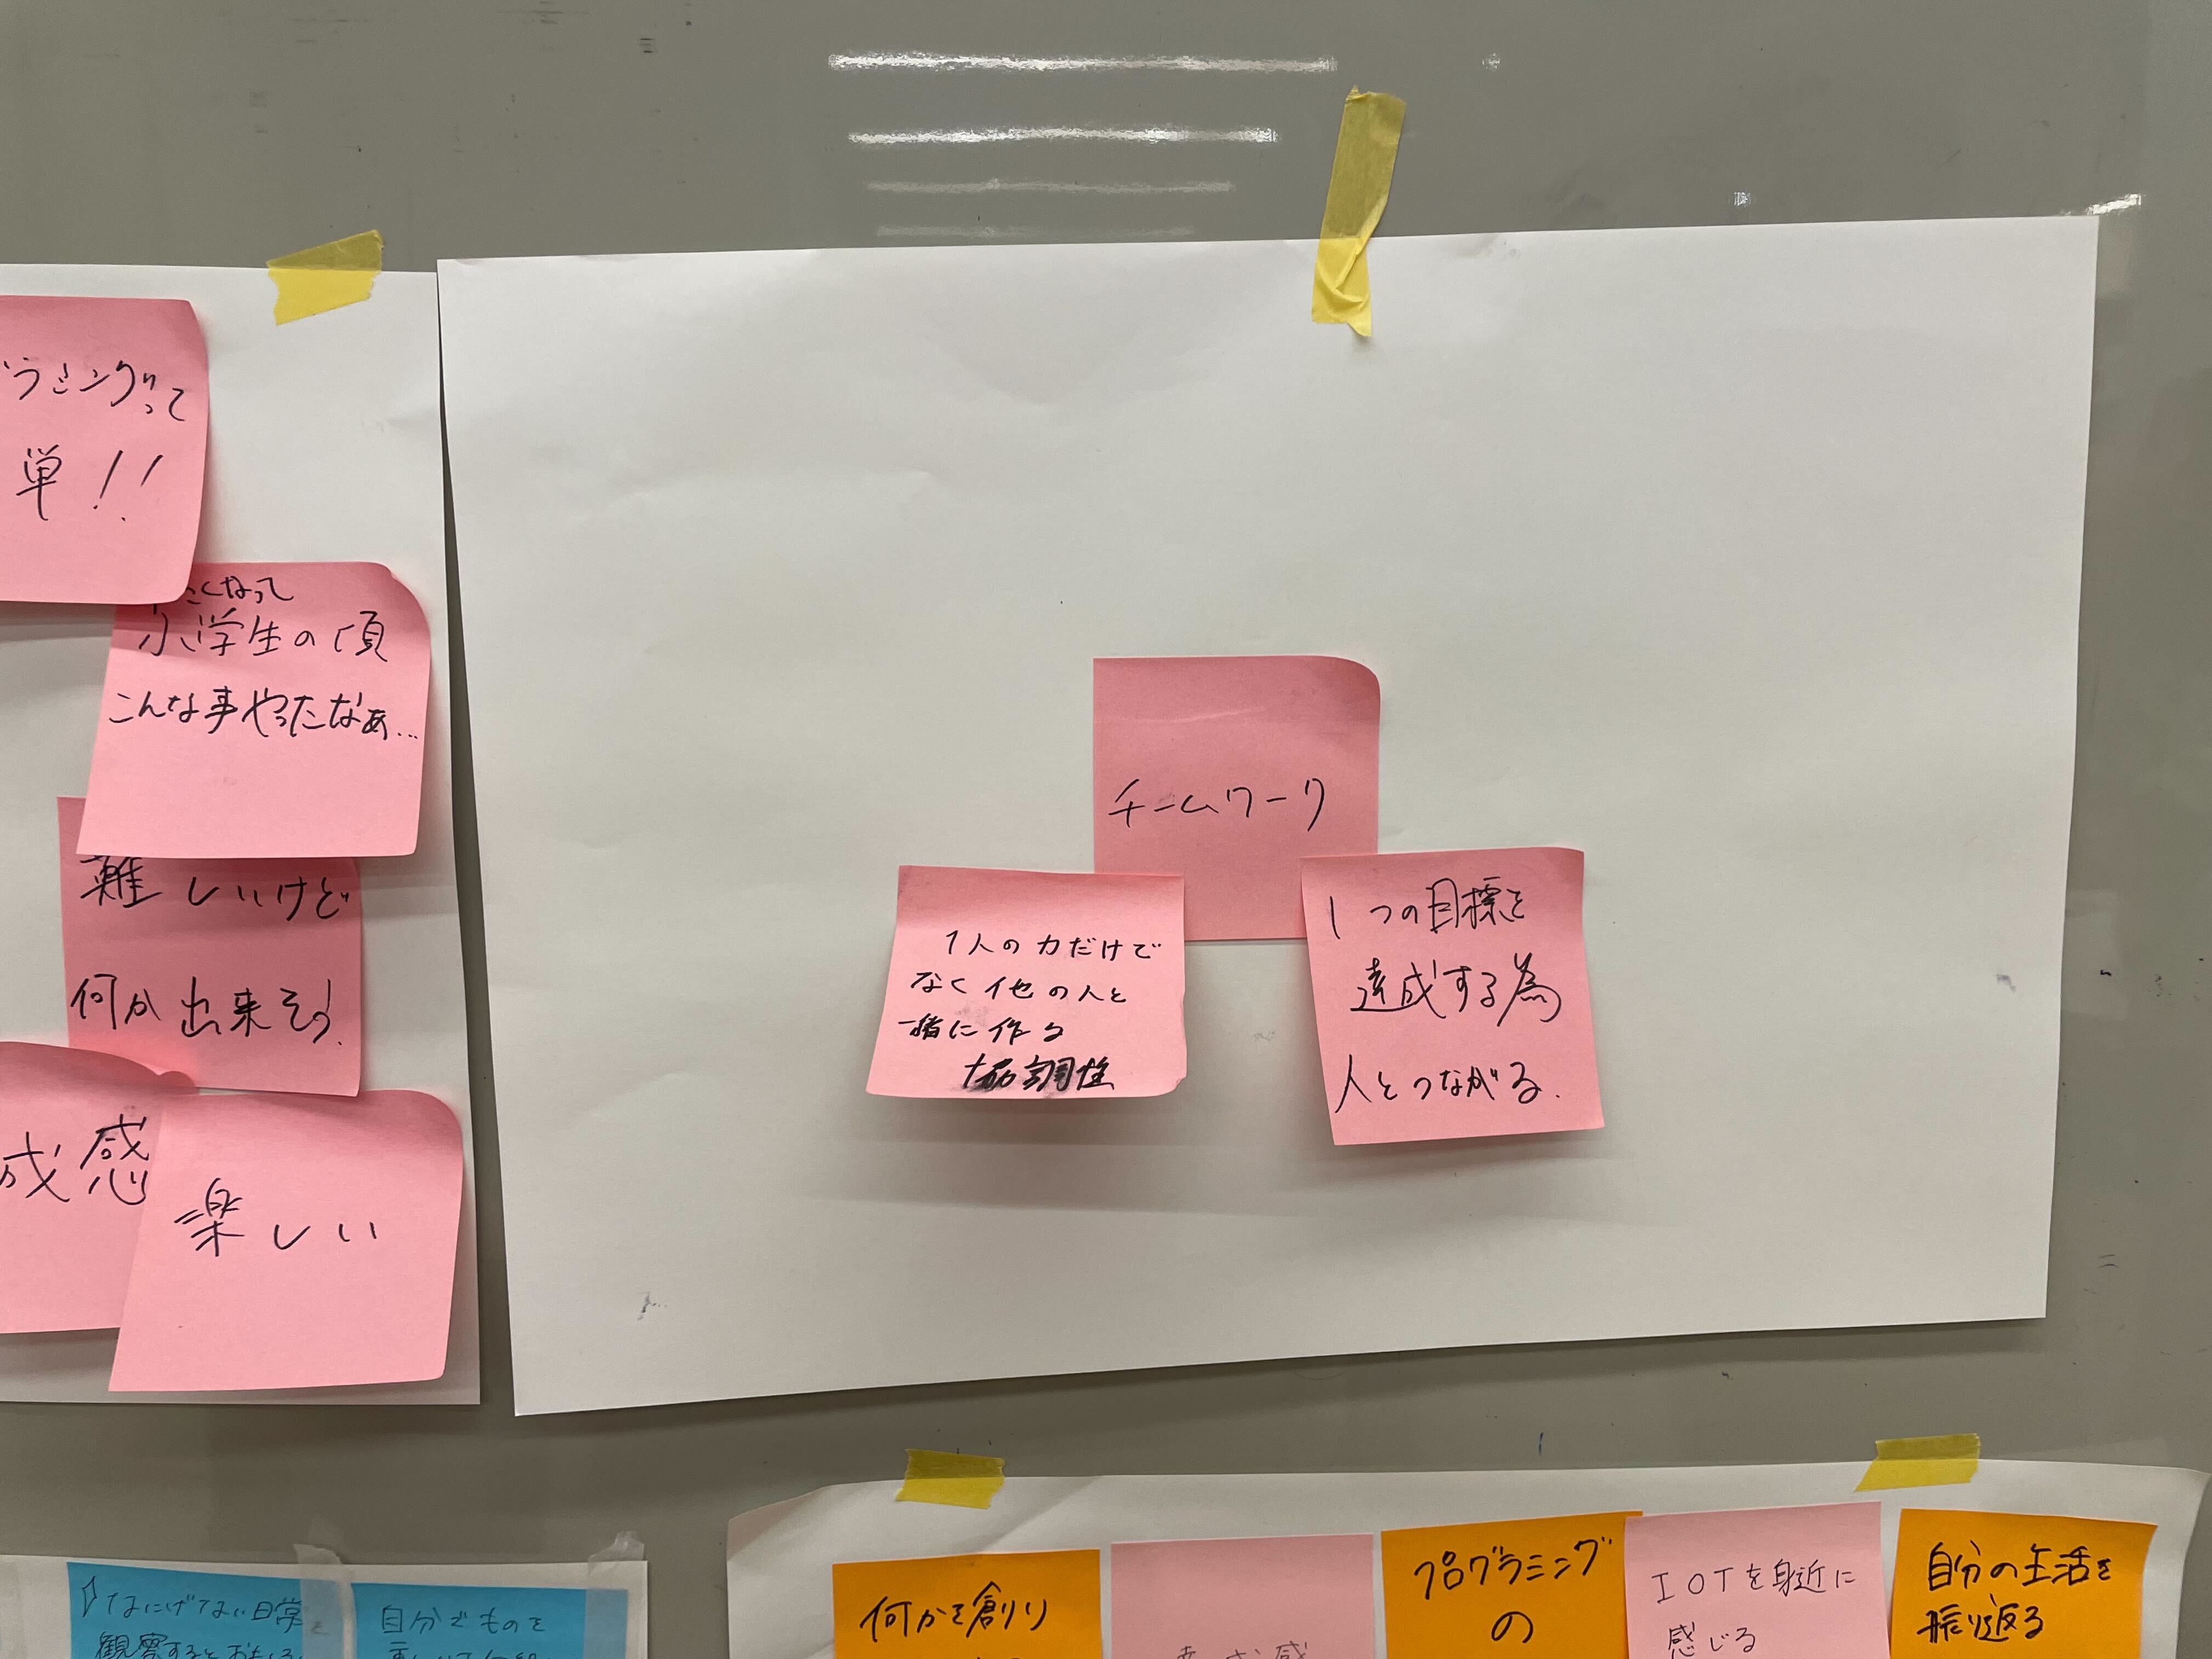 ラミングって
単!!
くなって
小学生の頃
こんな事やったなぁ…
難しいけど
何か出来そう.
成感
楽しい
チームワーク
1人の力だけで
なく他の人と
一緒に作る
協調性
1つの目標を
達成する為
人とつながる.
なにげない日常を
観察するとおもしろい
自分でものを
何かを創り
感
プログラミング
の
IOTを身近に
感じる
自分の生活を
振り返る